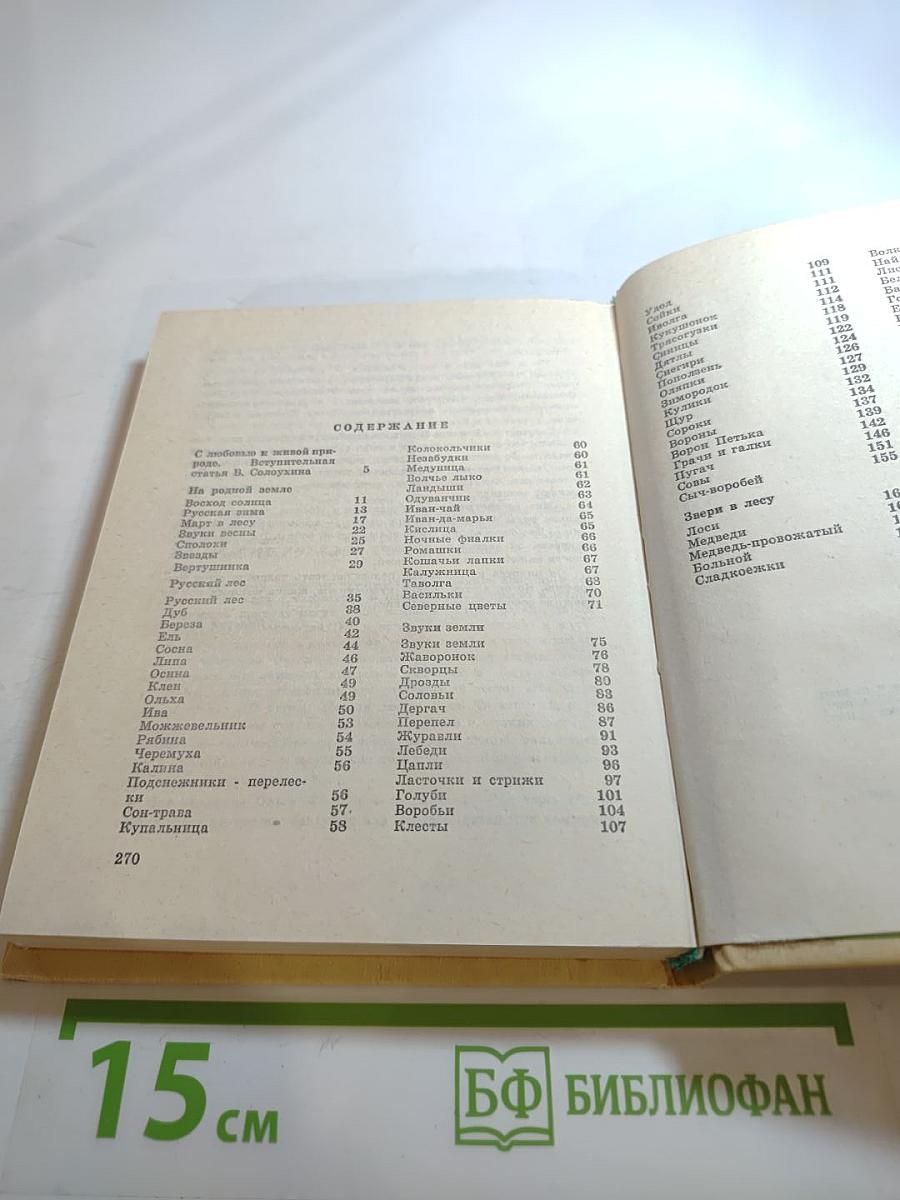 СОДЕРЖАНИЕ
С любовью к живой при-
роде. Вступительная
статья В. Солоухина 5
На родной земле
Восход солнца 11
Русская зима 13
Март в лесу 17
Звуки весны 22
Сполохи 25
Звезды 27
Вертушинка 29
Русский лес
Русский лес 35
Дуб 38
Береза 40
Ель 42
Сосна 44
Липа 46
Осина 47
Клен 49
Ольха 49
Ива 50
Можжевельник 53
Рябина 54
Черемуха 55
Калина 56
Подснежники - перелес-
ки 56
Сон-трава 57
Купальница 58
270
Колокольчики 60
Незабудки 60
Медуница 61
Волчье лыко 61
Ландыши 62
Одуванчик 63
Иван-чай 64
Иван-да-марья 65
Кислица 65
Ночные фиалки 66
Ромашки 66
Кошачьи лапки 67
Калужница 67
Таволга 68
Васильки 70
Северные цветы 71
Звуки земли
Звуки земли 75
Жаворонок 76
Скворцы 78
Дрозды 80
Соловьи 83
Дергач 86
Перепел 87
Журавли 91
Лебеди 93
Цапли 96
Ласточки и стрижи 97
Голуби 101
Воробьи 104
Клесты 107
Удод 109
Сойки 111
Иволга 111
Кукушонок 112
Трясогузки 114
Синицы 118
Дятлы 119
Снегири 122
Поползень 124
Оляпки 126
Зимородок 127
Кулики 129
Щур 132
Сороки 134
Вороны 137
Ворон Петька 139
Грачи и галки 142
Пугач 146
Совы 151
Сыч-воробей 155
Звери в лесу
Лоси
Медведи
Медведь-провожатый
Больной
Сладкоежки
15 см
БФ БИБЛИОФАН